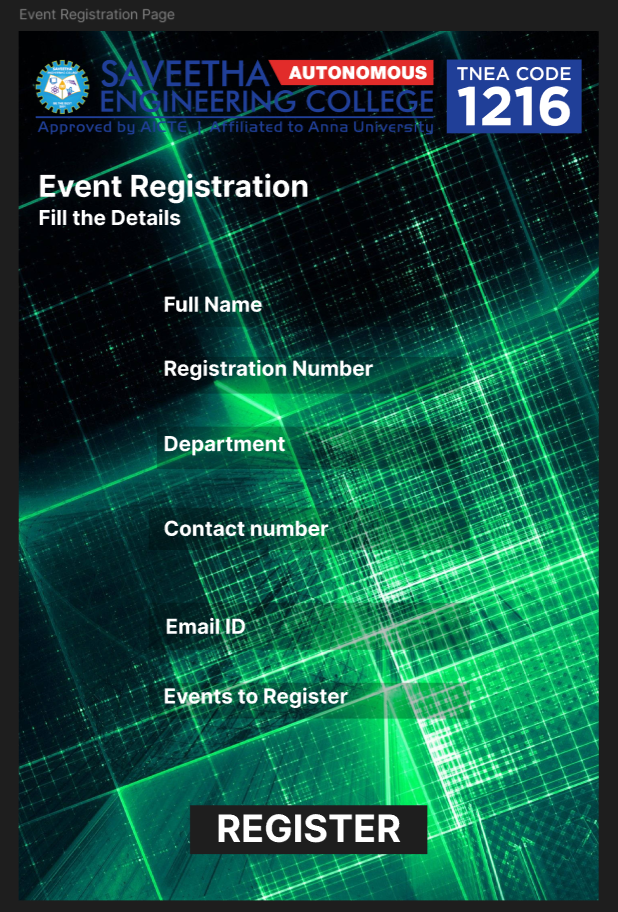 Event Registration Page
SAVEETHA AUTONOMOUS
ENGINEERING COLLEGE
Approved by AICTE | Affiliated to Anna University
TNEA CODE
1216
Event Registration
Fill the Details
Full Name
Registration Number
Department
Contact number
Email ID
Events to Register
REGISTER